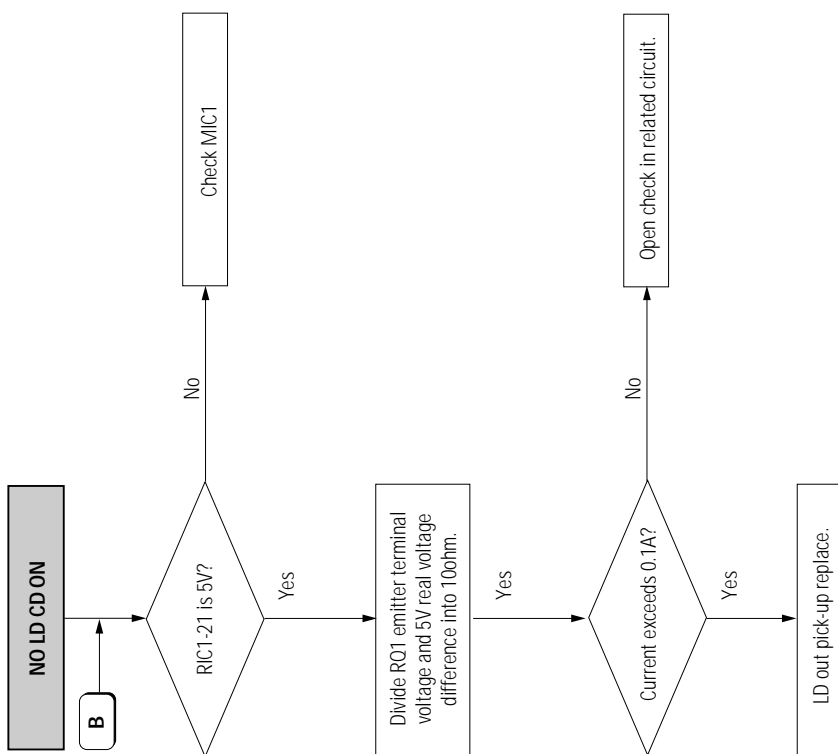 NO LD CD ON
B
RIC1-21 is 5V?
No
Check MIC1
Yes
Divide RQ1 emitter terminal
voltage and 5V real voltage
difference into 10ohm.
Yes
Current exceeds 0.1A?
No
Open check in related circuit.
Yes
LD out pick-up replace.